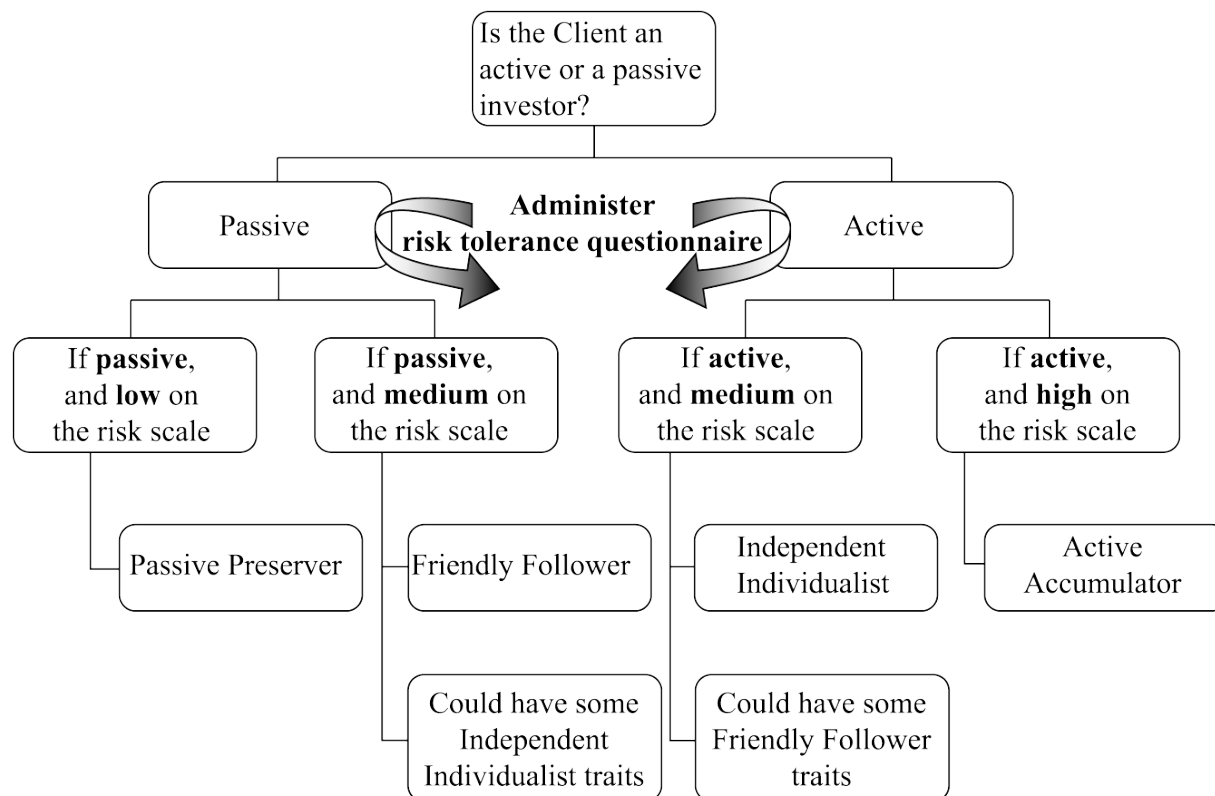 Is the Client an
active or a passive
investor?
Passive
Administer
risk tolerance questionnaire
Active
If passive,
and low on
the risk scale
If passive,
and medium on
the risk scale
If active,
and medium on
the risk scale
If active,
and high on
the risk scale
Passive Preserver
Friendly Follower
Independent
Individualist
Active
Accumulator
Could have some
Independent
Individualist traits
Could have some
Friendly Follower
traits